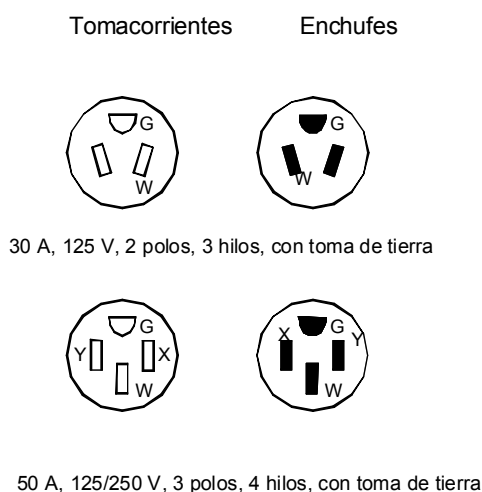 Tomacorrientes Enchufes
G G
W W
30 A, 125 V, 2 polos, 3 hilos, con toma de tierra
G X G Y
Y X
W W
50 A, 125/250 V, 3 polos, 4 hilos, con toma de tierra